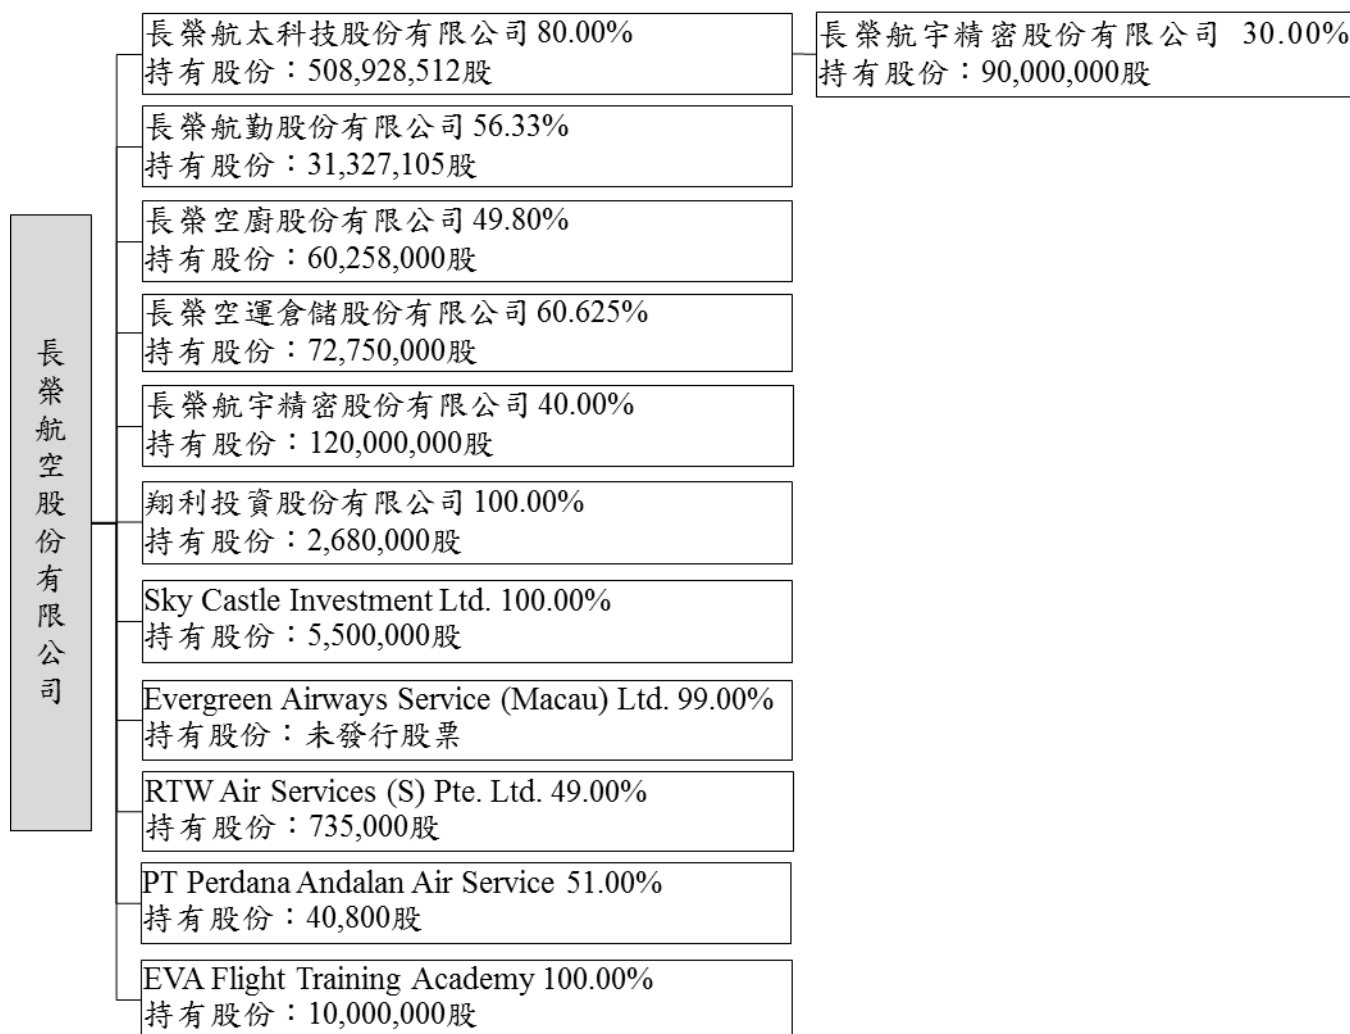 長榮航空股份有限公司
長榮航太科技股份有限公司 80.00%
持有股份：508,928,512股
長榮航宇精密股份有限公司 30.00%
持有股份：90,000,000股
長榮航勤股份有限公司 56.33%
持有股份：31,327,105股
長榮空廚股份有限公司 49.80%
持有股份：60,258,000股
長榮空運倉儲股份有限公司 60.625%
持有股份：72,750,000股
長榮航宇精密股份有限公司 40.00%
持有股份：120,000,000股
翔利投資股份有限公司 100.00%
持有股份：2,680,000股
Sky Castle Investment Ltd. 100.00%
持有股份：5,500,000股
Evergreen Airways Service (Macau) Ltd. 99.00%
持有股份：未發行股票
RTW Air Services (S) Pte. Ltd. 49.00%
持有股份：735,000股
PT Perdana Andalan Air Service 51.00%
持有股份：40,800股
EVA Flight Training Academy 100.00%
持有股份：10,000,000股